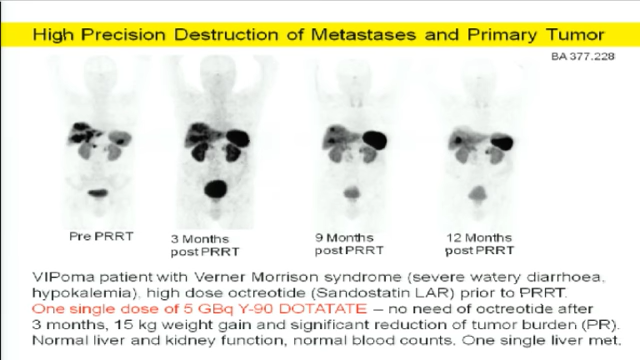 High Precision Destruction of Metastases and Primary Tumor
BA 377.228
Pre PRRT
3 Months
post PRRT
9 Months
post PRRT
12 Months
post PRRT
VIPoma patient with Verner Morrison syndrome (severe watery diarrhoea,
hypokalemia), high dose octreotide (Sandostatin LAR) prior to PRRT.
One single dose of 5 GBq Y-90 DOTATATE – no need of octreotide after
3 months, 15 kg weight gain and significant reduction of tumor burden (PR).
Normal liver and kidney function, normal blood counts. One single liver met.